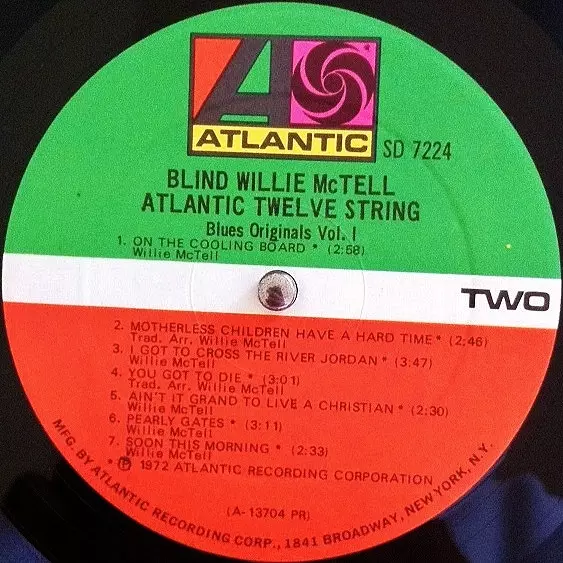 ATLANTIC
SD 7224
BLIND WILLIE McTELL
ATLANTIC TWELVE STRING
Blues Originals Vol. I
1. ON THE COOLING BOARD * (2:58)
Willie McTell
TWO
2. MOTHERLESS CHILDREN HAVE A HARD TIME * (2:46)
Trad. Arr. Willie McTell
3. I GOT TO CROSS THE RIVER JORDAN * (3:47)
Willie McTell
4. YOU GOT TO DIE * (3:01)
Trad. Arr. Willie McTell
5. AIN'T IT GRAND TO LIVE A CHRISTIAN * (2:30)
Willie McTell
6. PEARLY GATES * (3:11)
Willie McTell
7. SOON THIS MORNING * (2:33)
Willie McTell
* ℗ 1972 ATLANTIC RECORDING CORPORATION
(A-13704 PR)
MFG. BY ATLANTIC RECORDING CORP., 1841 BROADWAY, NEW YORK, N.Y.